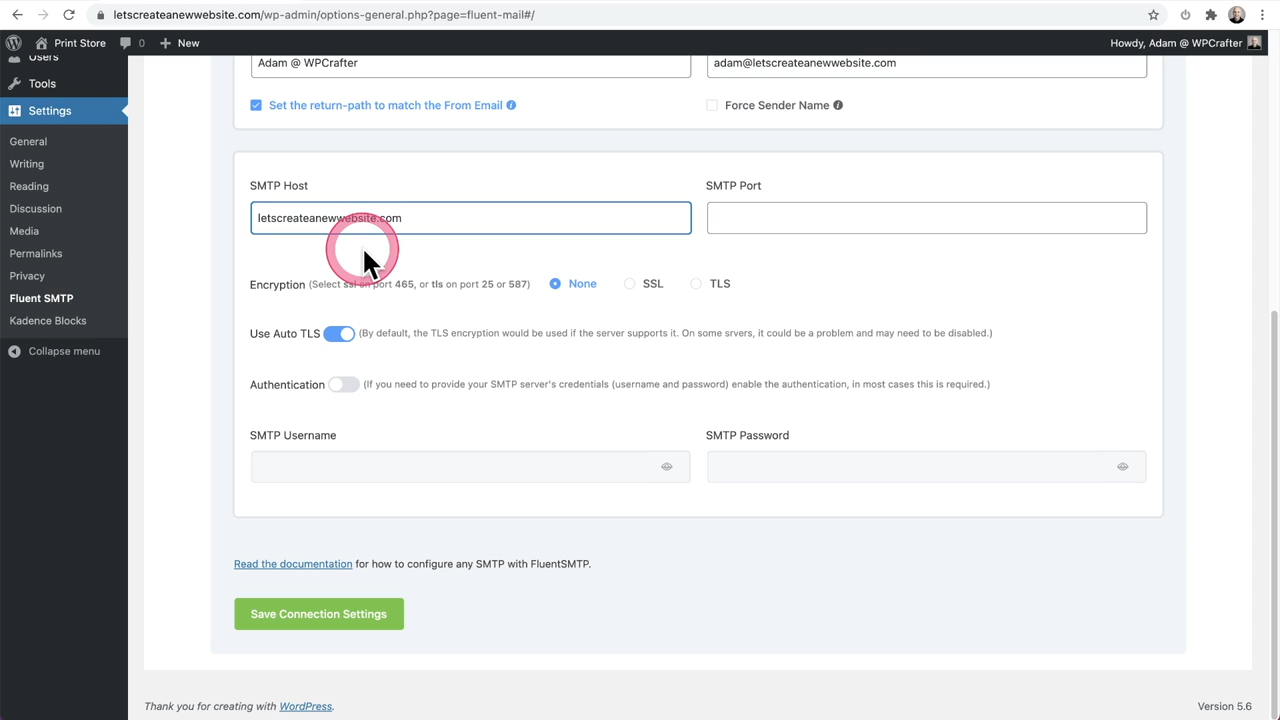 letscreateanewwebsite.com/wp-admin/options-general.php?page=fluent-mail#/
Print Store 0 New Howdy, Adam @ WPCrafter
Users
Tools
Settings
General
Writing
Reading
Discussion
Media
Permalinks
Privacy
Fluent SMTP
Kadence Blocks
Collapse menu
Adam @ WPCrafter adam@letscreateanewwebsite.com
Set the return-path to match the From Email Force Sender Name
SMTP Host SMTP Port
letscreateanewwebsite.com
Encryption (Select ssl on port 465, or tls on port 25 or 587) None SSL TLS
Use Auto TLS (By default, the TLS encryption would be used if the server supports it. On some srvers, it could be a problem and may need to be disabled.)
Authentication (If you need to provide your SMTP server's credentials (username and password) enable the authentication, in most cases this is required.)
SMTP Username SMTP Password
Read the documentation for how to configure any SMTP with FluentSMTP.
Save Connection Settings
Thank you for creating with WordPress. Version 5.6